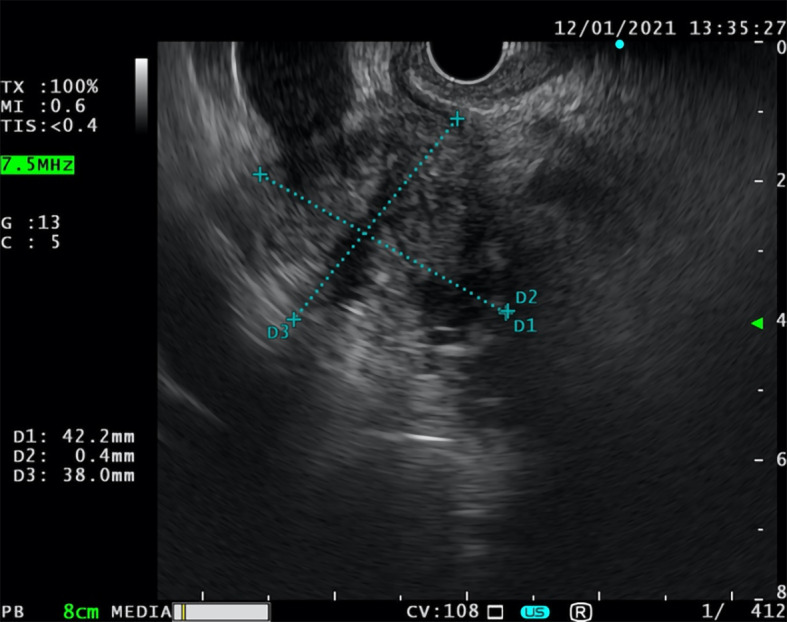 12/01/2021 13:35:27
0
TX :100%
MI :0.6
TIS:<0.4
7.5MHz
2
G :13
C : 5
D2
D1
D3
4
D1: 42.2mm
D2: 0.4mm
D3: 38.0mm
6
8
PB 8cm MEDIA CV:108 US R 1/ 412